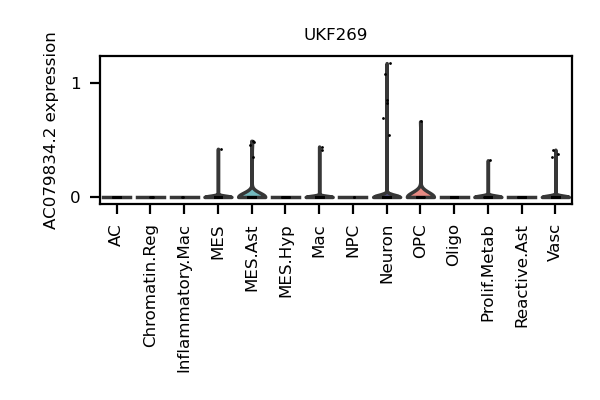 UKF269
AC079834.2 expression
1
0
AC
Chromatin.Reg
Inflammatory.Mac
MES
MES.Ast
MES.Hyp
Mac
NPC
Neuron
OPC
Oligo
Prolif.Metab
Reactive.Ast
Vasc